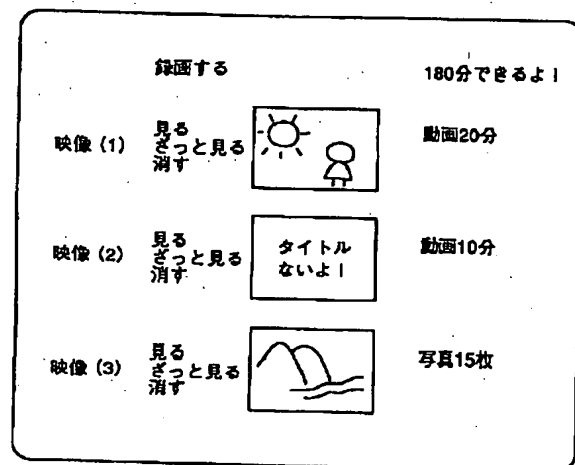 録画する 180分できるよ！
映像 (1)
見る
ざっと見る
消す
動画20分
映像 (2)
見る
ざっと見る
消す
タイトル
ないよ！
動画10分
映像 (3)
見る
ざっと見る
消す
写真15枚